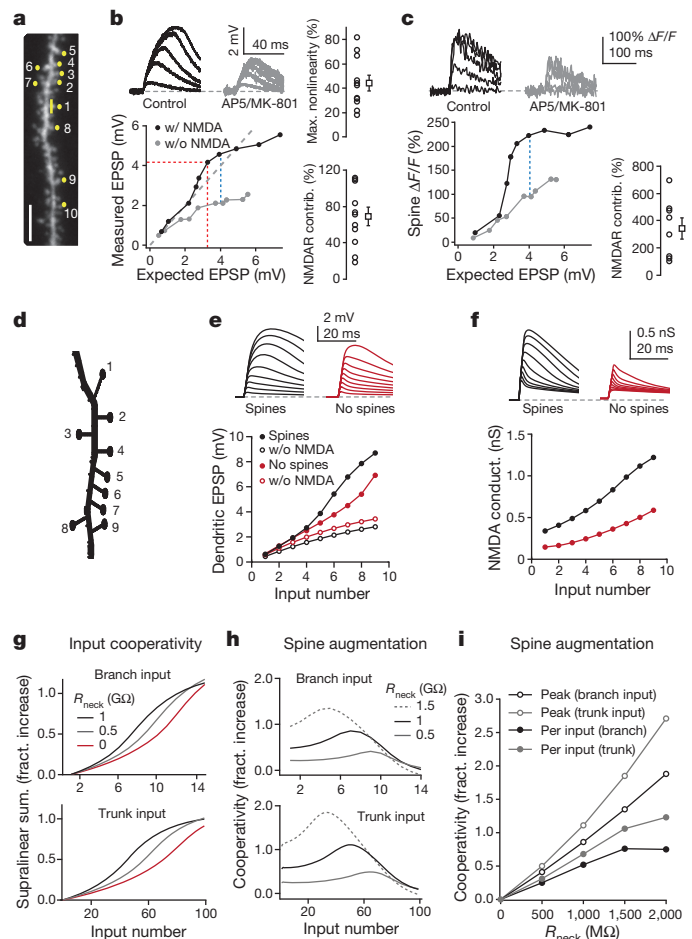 a
5
4
6
3
7
2
1
8
9
10
b
2 mV
40 ms
Control
AP5/MK-801
w/ NMDA
w/o NMDA
Measured EPSP (mV)
6
4
2
0
0 2 4 6
Expected EPSP (mV)
Max. nonlinearity (%)
100
80
60
40
20
0
NMDAR contrib. (%)
120
80
40
0
c
100% ΔF/F
100 ms
Control
AP5/MK-801
Spine ΔF/F (%)
250
200
150
100
50
0
0 2 4 6
Expected EPSP (mV)
NMDAR contrib. (%)
800
600
400
200
0
d
1
2
3
4
5
6
7
8
9
e
2 mV
20 ms
Spines
No spines
Spines
w/o NMDA
No spines
w/o NMDA
Dendritic EPSP (mV)
10
8
6
4
2
0
0 2 4 6 8 10
Input number
f
0.5 nS
20 ms
Spines
No spines
NMDA conduct. (nS)
1.5
1.0
0.5
0
0 2 4 6 8 10
Input number
g
Input cooperativity
Branch input
Rneck (GΩ)
1
0.5
0
1.0
0.5
0.0
2 6 10 14
Trunk input
1.0
0.5
0.0
20 60 100
Input number
Supralinear sum. (fract. increase)
h
Spine augmentation
Branch input
Rneck (GΩ)
1.5
1
0.5
2.0
1.0
0.0
1 6 10 14
Trunk input
2.0
1.0
0.0
20 60 100
Input number
Cooperativity (fract. increase)
i
Spine augmentation
Peak (branch input)
Peak (trunk input)
Per input (branch)
Per input (trunk)
Cooperativity (fract. increase)
3.0
2.5
2.0
1.5
1.0
0.5
0.0
0 500 1,000 1,500 2,000
Rneck (MΩ)